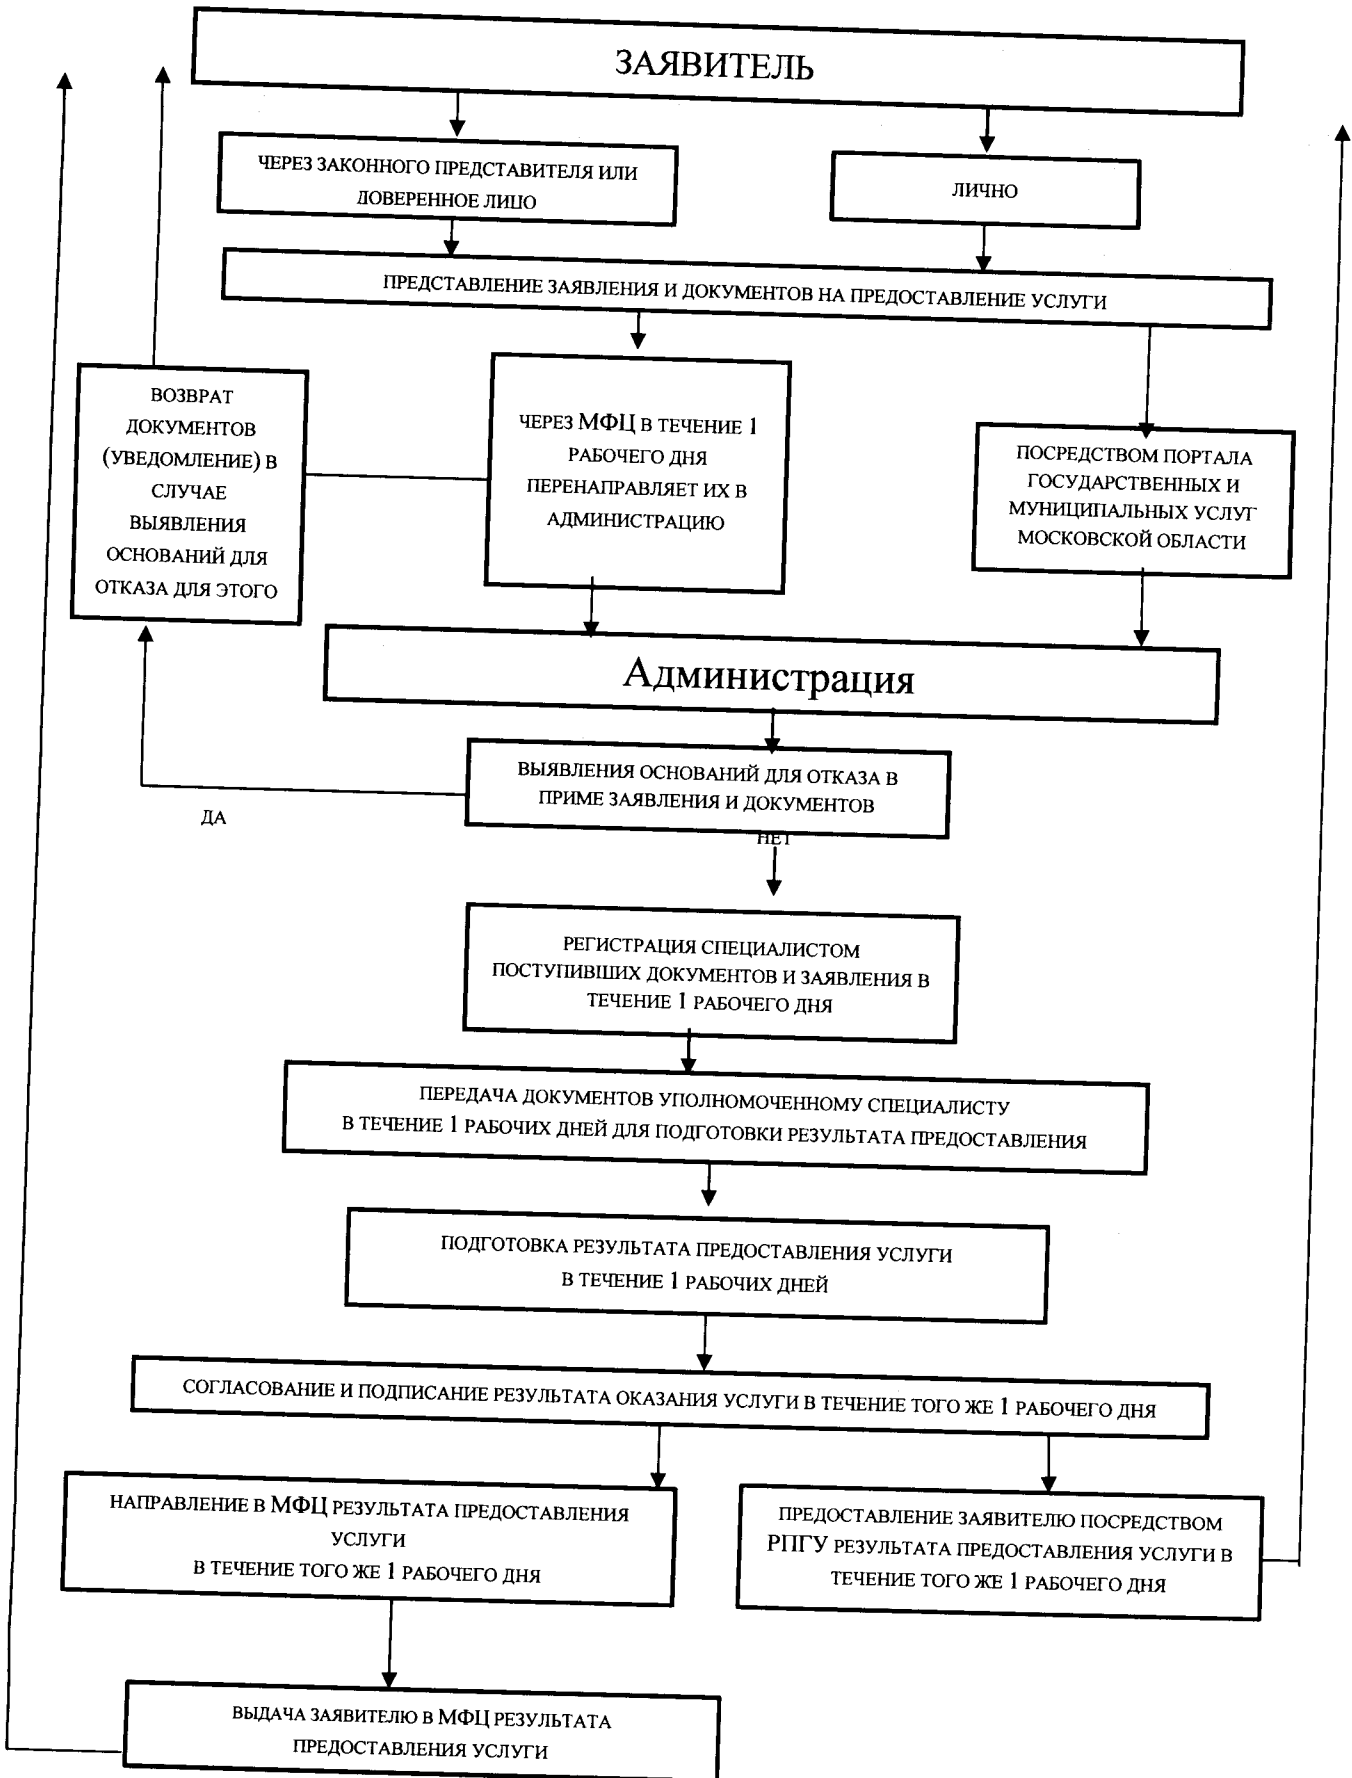 ЗАЯВИТЕЛЬ
ЧЕРЕЗ ЗАКОННОГО ПРЕДСТАВИТЕЛЯ ИЛИ
ДОВЕРЕННОЕ ЛИЦО
ЛИЧНО
ПРЕДСТАВЛЕНИЕ ЗАЯВЛЕНИЯ И ДОКУМЕНТОВ НА ПРЕДОСТАВЛЕНИЕ УСЛУГИ
ВОЗВРАТ
ДОКУМЕНТОВ
(УВЕДОМЛЕНИЕ) В
СЛУЧАЕ
ВЫЯВЛЕНИЯ
ОСНОВАНИЙ ДЛЯ
ОТКАЗА ДЛЯ ЭТОГО
ЧЕРЕЗ МФЦ В ТЕЧЕНИЕ 1
РАБОЧЕГО ДНЯ
ПЕРЕНАПРАВЛЯЕТ ИХ В
АДМИНИСТРАЦИЮ
ПОСРЕДСТВОМ ПОРТАЛА
ГОСУДАРСТВЕННЫХ И
МУНИЦИПАЛЬНЫХ УСЛУГ
МОСКОВСКОЙ ОБЛАСТИ
Администрация
ВЫЯВЛЕНИЯ ОСНОВАНИЙ ДЛЯ ОТКАЗА В
ПРИМЕ ЗАЯВЛЕНИЯ И ДОКУМЕНТОВ
ДА
НЕТ
РЕГИСТРАЦИЯ СПЕЦИАЛИСТОМ
ПОСТУПИВШИХ ДОКУМЕНТОВ И ЗАЯВЛЕНИЯ В
ТЕЧЕНИЕ 1 РАБОЧЕГО ДНЯ
ПЕРЕДАЧА ДОКУМЕНТОВ УПОЛНОМОЧЕННОМУ СПЕЦИАЛИСТУ
В ТЕЧЕНИЕ 1 РАБОЧИХ ДНЕЙ ДЛЯ ПОДГОТОВКИ РЕЗУЛЬТАТА ПРЕДОСТАВЛЕНИЯ
ПОДГОТОВКА РЕЗУЛЬТАТА ПРЕДОСТАВЛЕНИЯ УСЛУГИ
В ТЕЧЕНИЕ 1 РАБОЧИХ ДНЕЙ
СОГЛАСОВАНИЕ И ПОДПИСАНИЕ РЕЗУЛЬТАТА ОКАЗАНИЯ УСЛУГИ В ТЕЧЕНИЕ ТОГО ЖЕ 1 РАБОЧЕГО ДНЯ
НАПРАВЛЕНИЕ В МФЦ РЕЗУЛЬТАТА ПРЕДОСТАВЛЕНИЯ
УСЛУГИ
В ТЕЧЕНИЕ ТОГО ЖЕ 1 РАБОЧЕГО ДНЯ
ПРЕДОСТАВЛЕНИЕ ЗАЯВИТЕЛЮ ПОСРЕДСТВОМ
РПГУ РЕЗУЛЬТАТА ПРЕДОСТАВЛЕНИЯ УСЛУГИ В
ТЕЧЕНИЕ ТОГО ЖЕ 1 РАБОЧЕГО ДНЯ
ВЫДАЧА ЗАЯВИТЕЛЮ В МФЦ РЕЗУЛЬТАТА
ПРЕДОСТАВЛЕНИЯ УСЛУГИ